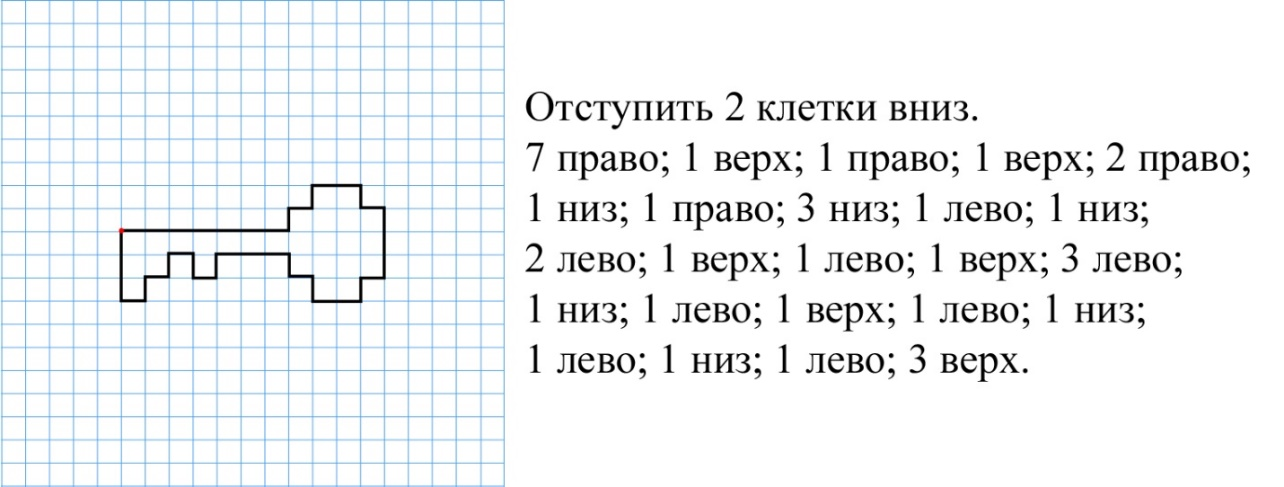 Отступить 2 клетки вниз.
7 право; 1 верх; 1 право; 1 верх; 2 право;
1 низ; 1 право; 3 низ; 1 лево; 1 низ;
2 лево; 1 верх; 1 лево; 1 верх; 3 лево;
1 низ; 1 лево; 1 верх; 1 лево; 1 низ;
1 лево; 1 низ; 1 лево; 3 верх.